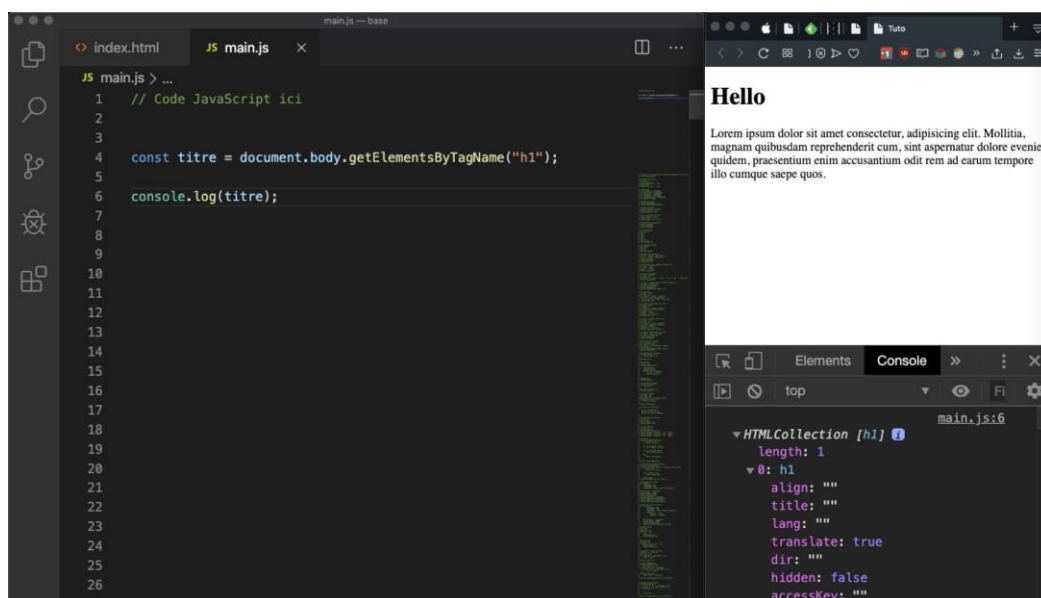 main.js — base
index.html
JS main.js ×
JS main.js > ...
1 // Code JavaScript ici
2
3
4 const titre = document.body.getElementsByTagName("h1");
5
6 console.log(titre);
7
8
9
10
11
12
13
14
15
16
17
18
19
20
21
22
23
24
25
26
Tuto
Hello
Lorem ipsum dolor sit amet consectetur, adipisicing elit. Mollitia,
magnam quibusdam reprehenderit cum, sint aspernatur dolore evenie
quidem, praesentium enim accusantium odit rem ad earum tempore
illo cumque saepe quos.
Elements Console »
top Fi
main.js:6
HTMLCollection [h1]
length: 1
0: h1
align: ""
title: ""
lang: ""
translate: true
dir: ""
hidden: false
accessKey: ""